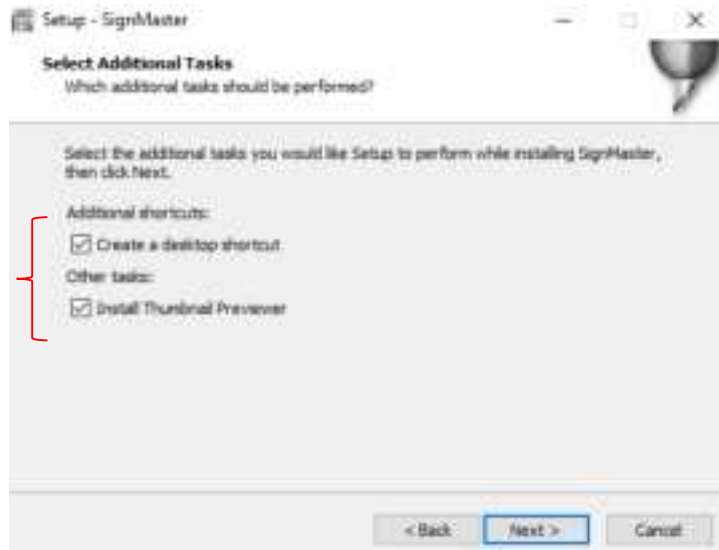 Setup - SignMaster
Select Additional Tasks
Which additional tasks should be performed?
Select the additional tasks you would like Setup to perform while installing SignMaster,
then click Next.
Additional shortcuts:
Create a desktop shortcut
Other tasks:
Install Thumbnail Previewer
< Back
Next >
Cancel